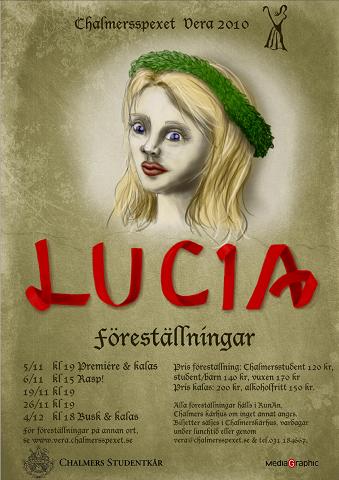 Chalmersspexet Vera 2010
LUCIA
Föreställningar
5/11 kl 19 Premiére & kalas
6/11 kl 15 Rasp!
19/11 kl 19
26/11 kl 19
4/12 kl 18 Busk & kalas
För föreställningar på annan ort,
se www.vera.chalmersspexet.se
Pris föreställning: Chalmersstudent 120 kr,
student/barn 140 kr, vuxen 170 kr
Pris kalas: 200 kr, alkoholfritt 150 kr.
Alla föreställningar hålls i RunAn,
Chalmers kårhus om inget annat anges.
Biljetter säljes i Chalmerskårhus, vardagar
under lunchtid eller genom
vera@chalmersspexet.se & tel.031 184667.
Chalmers Studentkår
mediaGraphic